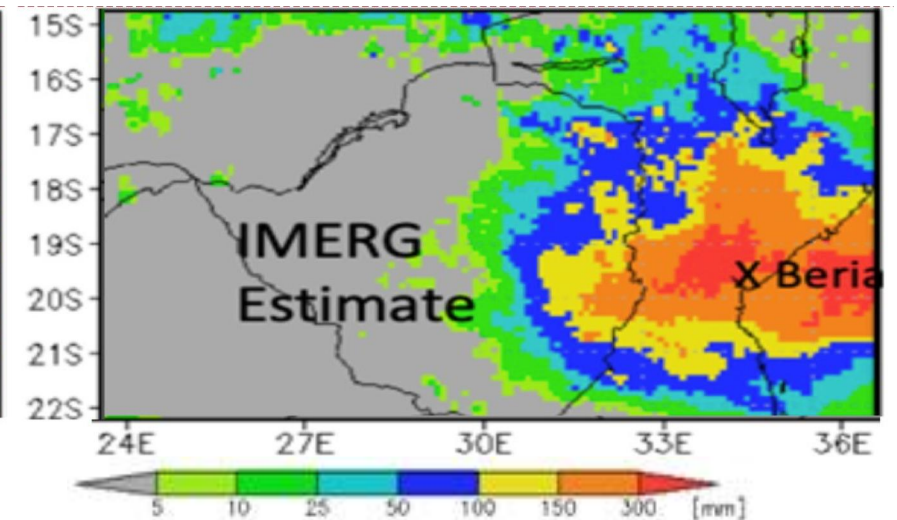 15S
16S
17S
18S
19S
20S
21S
22S
IMERG
Estimate
X Beria
24E 27E 30E 33E 36E
5 10 25 50 100 150 300 [mm]